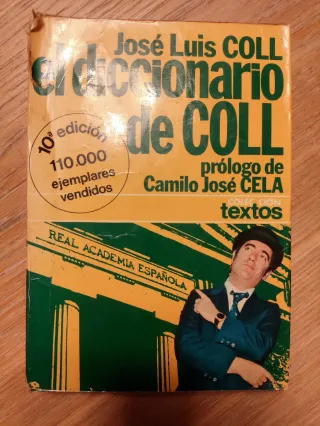 José Luis COLL
el diccionario
de COLL
10ª edición
110.000
ejemplares
vendidos
prólogo de
Camilo José CELA
COLECCIÓN
textos
REAL ACADEMIA ESPAÑOLA